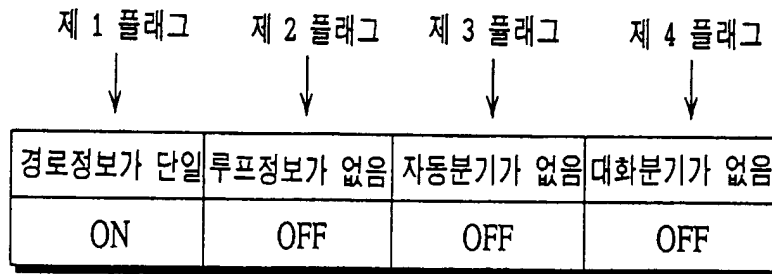 제 1 플래그 제 2 플래그 제 3 플래그 제 4 플래그
경로정보가 단일 루프정보가 없음 자동분기가 없음 대화분기가 없음
ON OFF OFF OFF